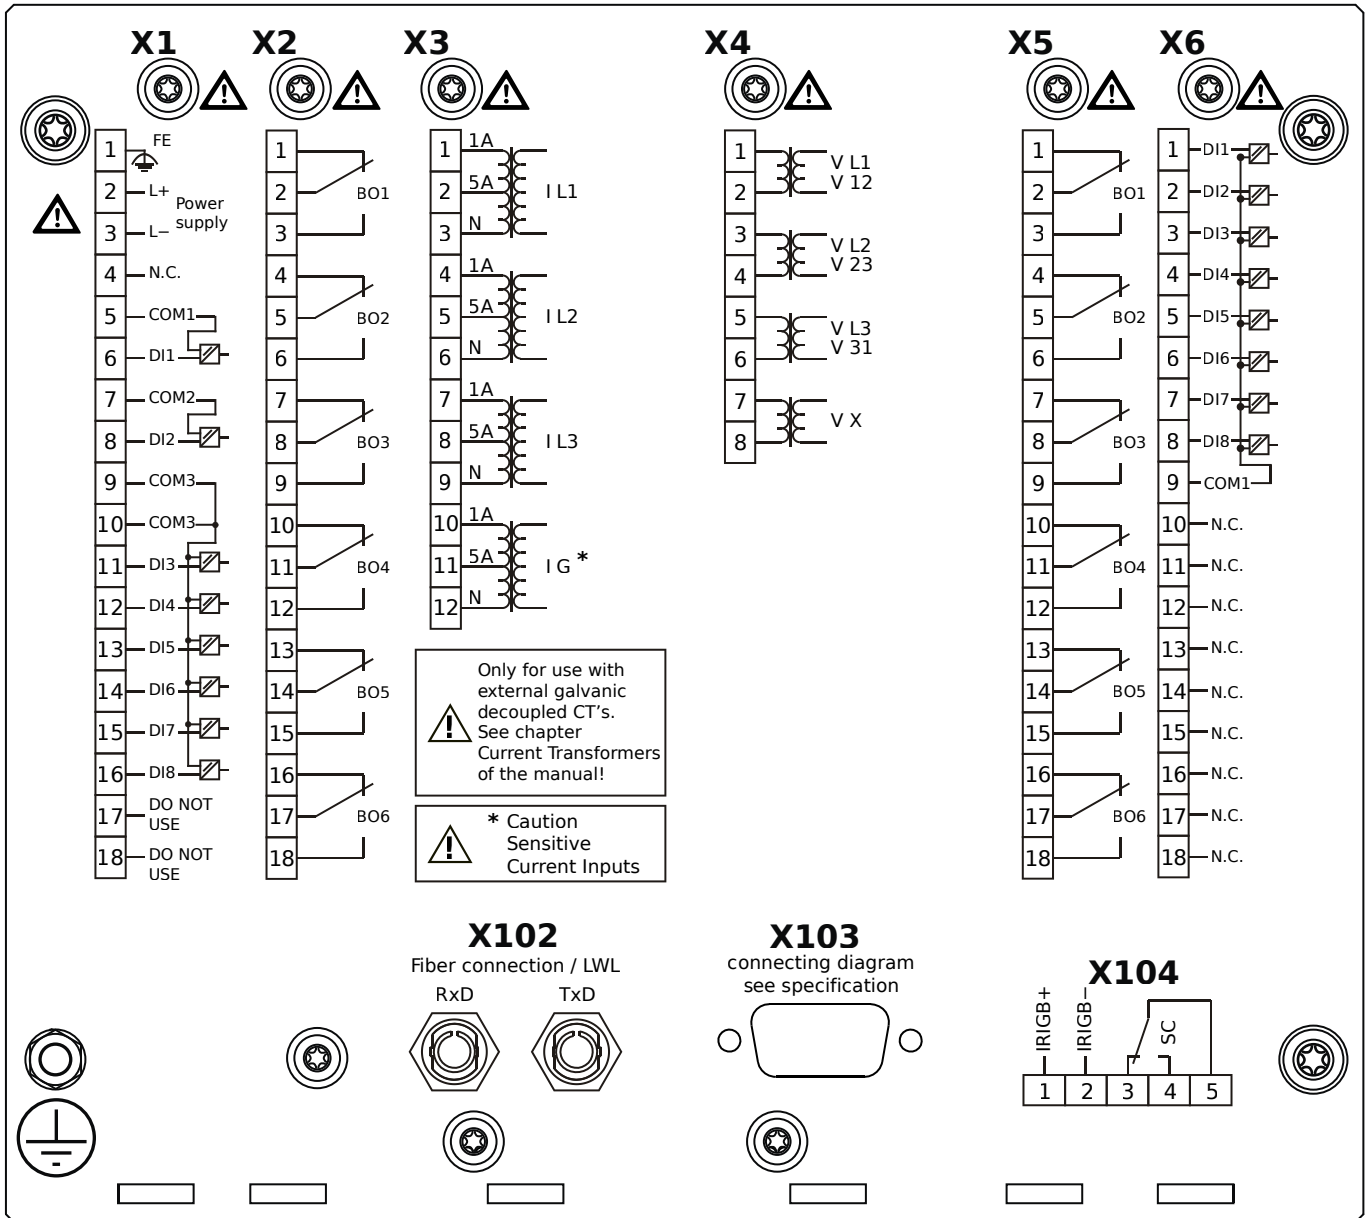 X1
X2
X3
X4
X5
X6
1 FE
2 L+
Power
supply
3 L−
4 N.C.
5 COM1
6 DI1
7 COM2
8 DI2
9 COM3
10 COM3
11 DI3
12 DI4
13 DI5
14 DI6
15 DI7
16 DI8
17 DO NOT
USE
18 DO NOT
USE
1
2 BO1
3
4
5 BO2
6
7
8 BO3
9
10
11 BO4
12
13
14 BO5
15
16
17 BO6
18
1 1A
2 5A I L1
3 N
4 1A
5 5A I L2
6 N
7 1A
8 5A I L3
9 N
10 1A
11 5A I G *
12 N
Only for use with
external galvanic
decoupled CT's.
See chapter
Current Transformers
of the manual!
* Caution
Sensitive
Current Inputs
1 V L1
2 V 12
3 V L2
4 V 23
5 V L3
6 V 31
7 V X
8
1
2 BO1
3
4
5 BO2
6
7
8 BO3
9
10
11 BO4
12
13
14 BO5
15
16
17 BO6
18
1 DI1
2 DI2
3 DI3
4 DI4
5 DI5
6 DI6
7 DI7
8 DI8
9 COM1
10 N.C.
11 N.C.
12 N.C.
13 N.C.
14 N.C.
15 N.C.
16 N.C.
17 N.C.
18 N.C.
X102
Fiber connection / LWL
RxD TxD
X103
connecting diagram
see specification
X104
IRIGB+
IRIGB−
SC
1 2 3 4 5